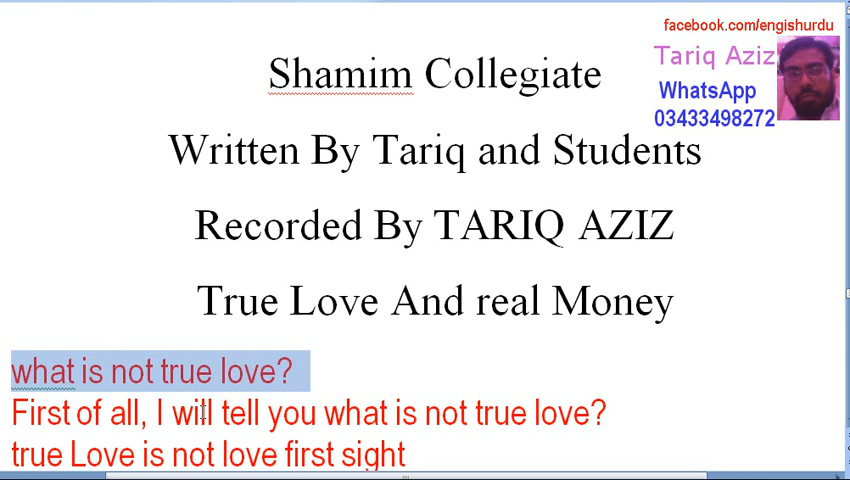 facebook.com/engishurdu
Tariq Aziz
WhatsApp
03433498272
Shamim Collegiate
Written By Tariq and Students
Recorded By TARIQ AZIZ
True Love And real Money
what is not true love?
First of all, I will tell you what is not true love?
true Love is not love first sight